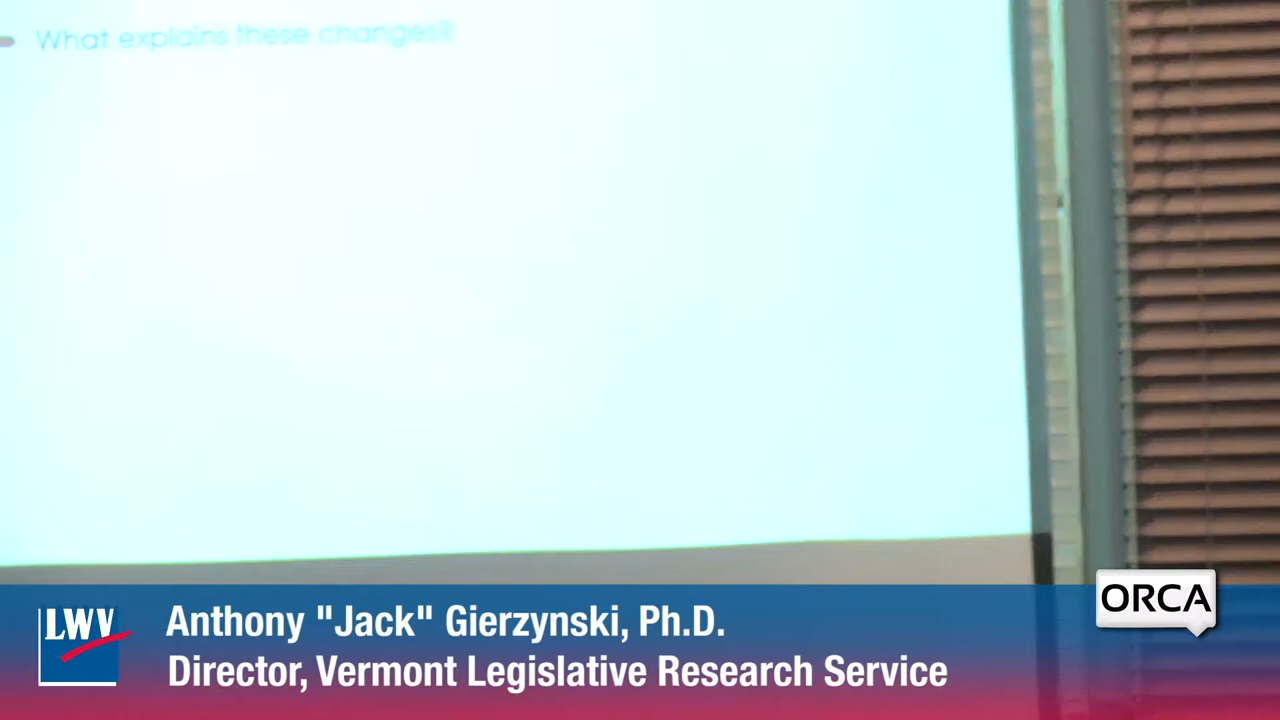 What explains these changes?
LWV
Anthony "Jack" Gierzynski, Ph.D.
Director, Vermont Legislative Research Service
ORCA